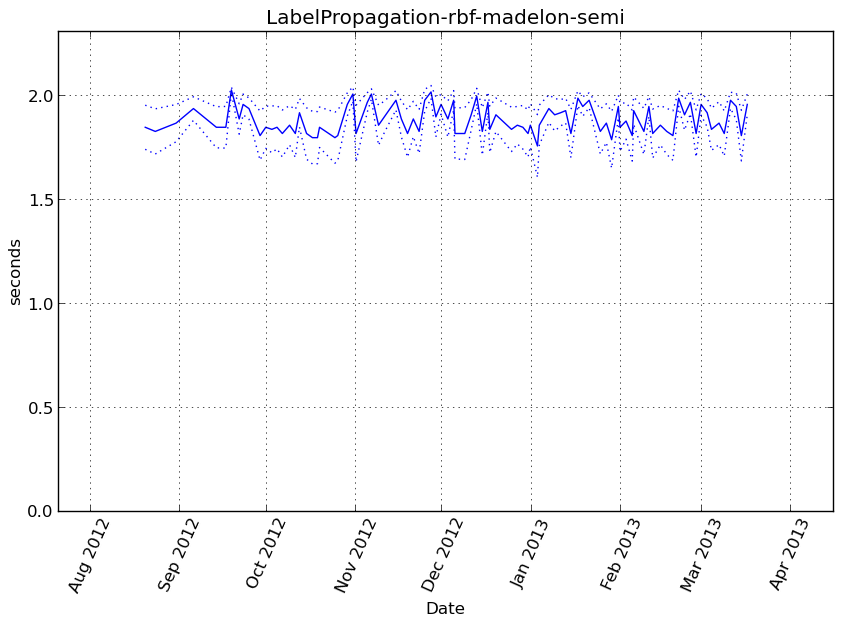 LabelPropagation-rbf-madelon-semi
2.0
1.5
1.0
0.5
0.0
seconds
Aug 2012
Sep 2012
Oct 2012
Nov 2012
Dec 2012
Jan 2013
Feb 2013
Mar 2013
Apr 2013
Date